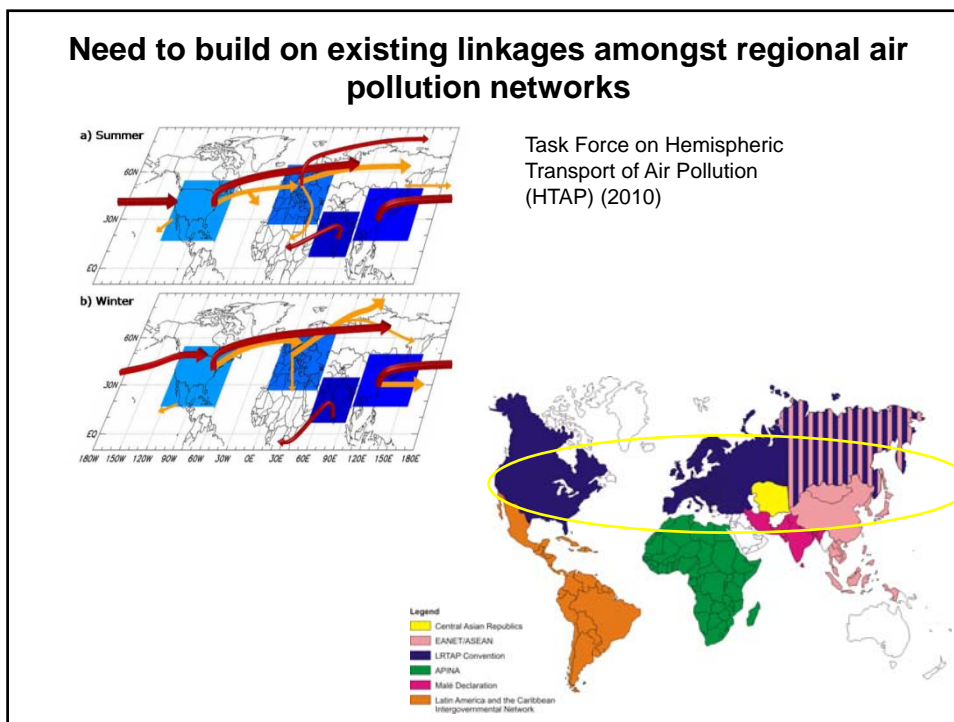 Need to build on existing linkages amongst regional air
pollution networks
a) Summer
60N
30N
EQ
b) Winter
60N
30N
EQ
180W 150W 120W 90W 60W 30W 0E 30E 60E 90E 120E 150E 180E
Task Force on Hemispheric
Transport of Air Pollution
(HTAP) (2010)
Legend
Central Asian Republics
EANET/ASEAN
LRTAP Convention
APINA
Malé Declaration
Latin America and the Caribbean
Intergovernmental Network